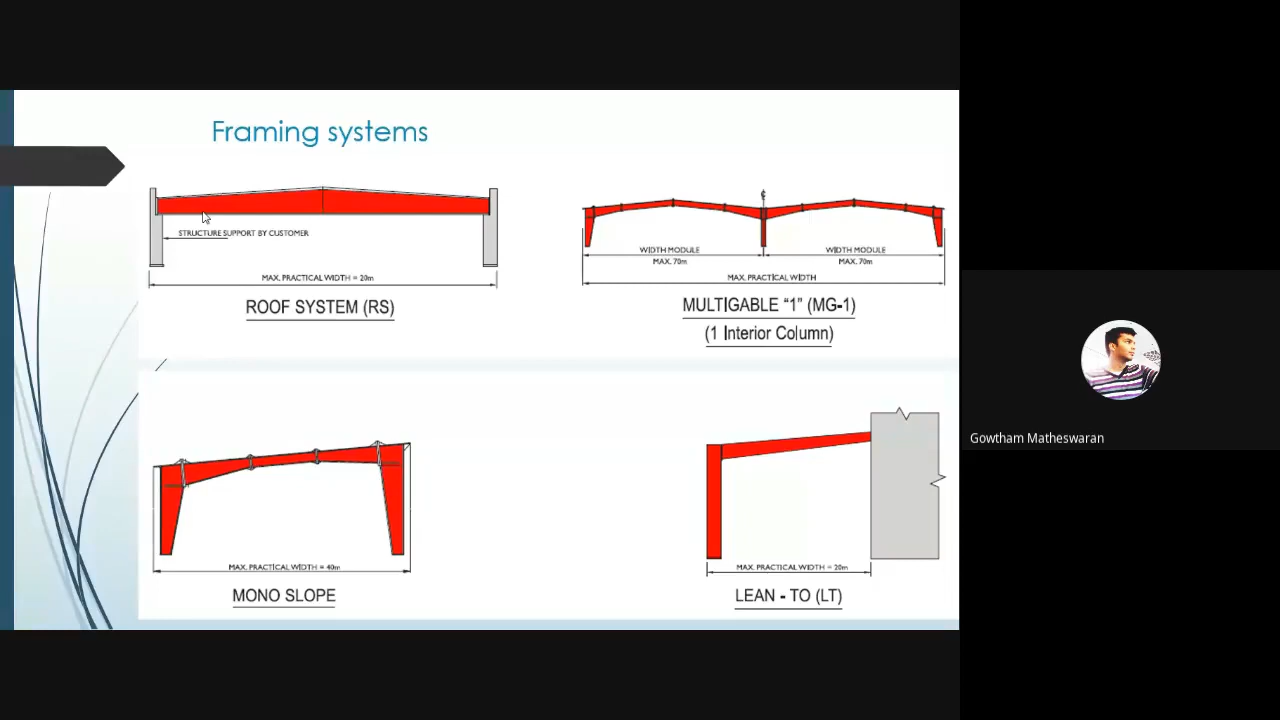 Framing systems
STRUCTURE SUPPORT BY CUSTOMER
MAX. PRACTICAL WIDTH = 20m
ROOF SYSTEM (RS)
℄
WIDTH MODULE
WIDTH MODULE
MAX. 70m
MAX. 70m
MAX. PRACTICAL WIDTH
MULTIGABLE "1" (MG-1)
(1 Interior Column)
MAX. PRACTICAL WIDTH = 40m
MONO SLOPE
MAX. PRACTICAL WIDTH = 20m
LEAN - TO (LT)
Gowtham Matheswaran